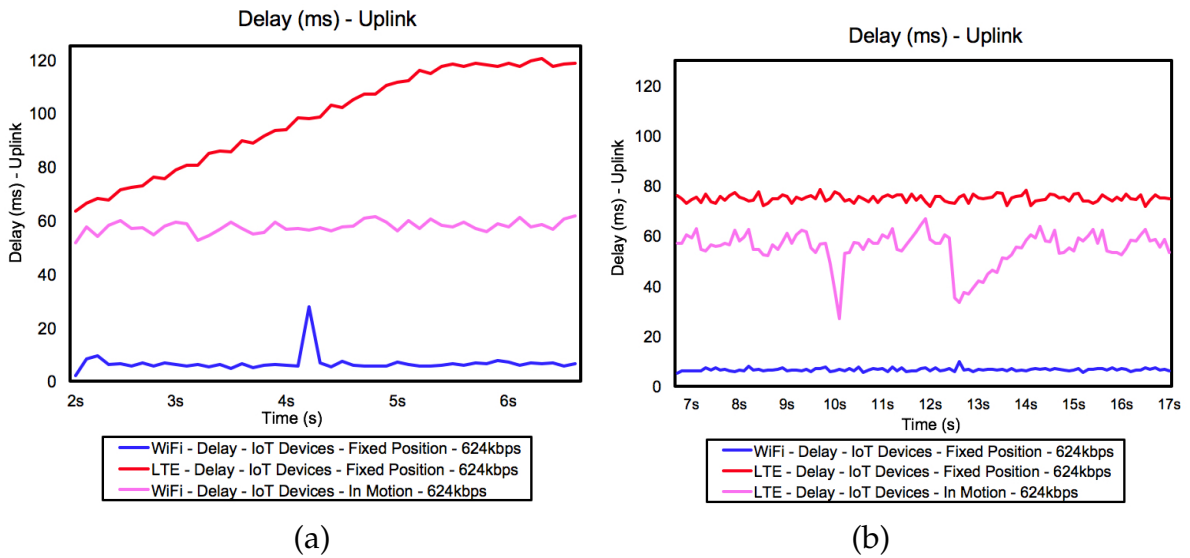 Delay (ms) - Uplink
Delay (ms) - Uplink
120
100
80
60
40
20
0
2s 3s 4s 5s 6s
Time (s)
WiFi - Delay - IoT Devices - Fixed Position - 624kbps
LTE - Delay - IoT Devices - Fixed Position - 624kbps
WiFi - Delay - IoT Devices - In Motion - 624kbps
(a)
Delay (ms) - Uplink
Delay (ms) - Uplink
120
100
80
60
40
20
0
7s 8s 9s 10s 11s 12s 13s 14s 15s 16s 17s
Time (s)
WiFi - Delay - IoT Devices - Fixed Position - 624kbps
LTE - Delay - IoT Devices - Fixed Position - 624kbps
LTE - Delay - IoT Devices - In Motion - 624kbps
(b)